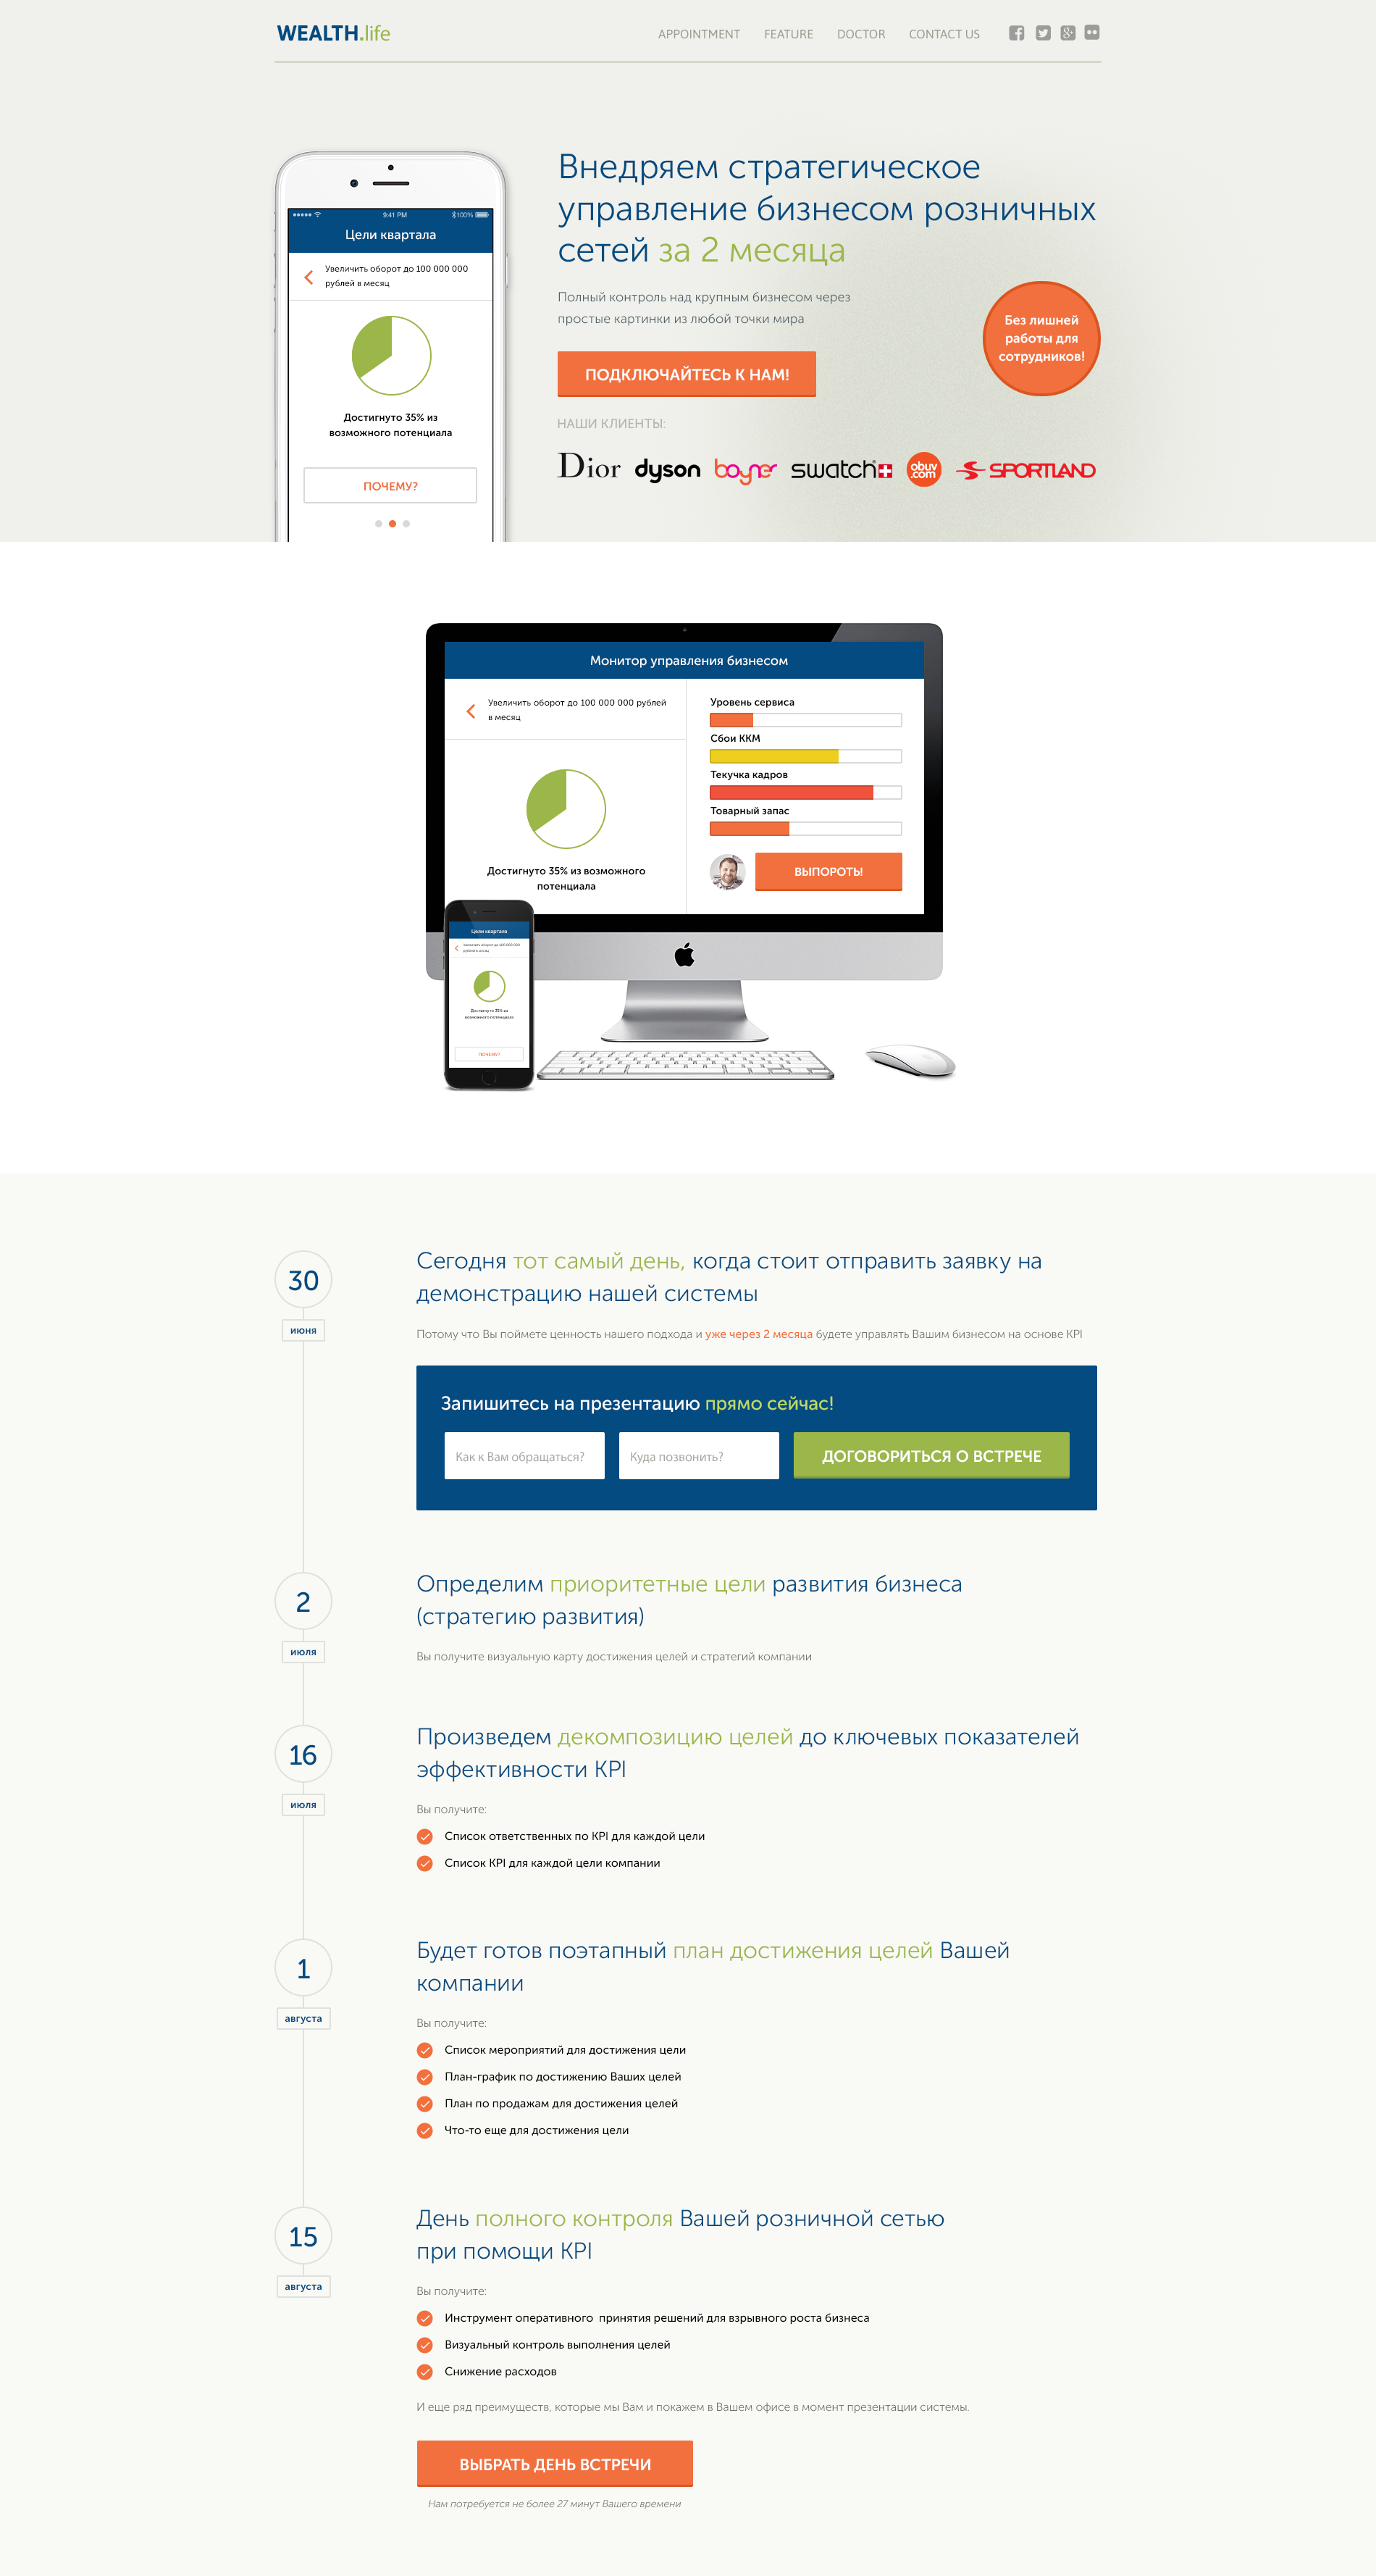 WEALTH.life
APPOINTMENT FEATURE DOCTOR CONTACT US
Внедряем стратегическое
управление бизнесом розничных
сетей за 2 месяца
Полный контроль над крупным бизнесом через
простые картинки из любой точки мира
Без лишней
работы для
сотрудников!
ПОДКЛЮЧАЙТЕСЬ К НАМ!
НАШИ КЛИЕНТЫ:
Dior dyson boyner swatch obuv.com SPORTLAND
9:41 PM 100%
Цели квартала
Увеличить оборот до 100 000 000
рублей в месяц
Достигнуто 35% из
возможного потенциала
ПОЧЕМУ?
Монитор управления бизнесом
Увеличить оборот до 100 000 000 рублей
в месяц
Достигнуто 35% из возможного
потенциала
Уровень сервиса
Сбои ККМ
Текучка кадров
Товарный запас
ВЫПОРОТЬ!
Цели квартала
Увеличить оборот до 100 000 000
рублей в месяц
Достигнуто 35% из
возможного потенциала
ПОЧЕМУ?
30
июня
Сегодня тот самый день, когда стоит отправить заявку на
демонстрацию нашей системы
Потому что Вы поймете ценность нашего подхода и уже через 2 месяца будете управлять Вашим бизнесом на основе KPI
Запишитесь на презентацию прямо сейчас!
Как к Вам обращаться? Куда позвонить? ДОГОВОРИТЬСЯ О ВСТРЕЧЕ
2
июля
Определим приоритетные цели развития бизнеса
(стратегию развития)
Вы получите визуальную карту достижения целей и стратегий компании
16
июля
Произведем декомпозицию целей до ключевых показателей
эффективности KPI
Вы получите:
Список ответственных по KPI для каждой цели
Список KPI для каждой цели компании
1
августа
Будет готов поэтапный план достижения целей Вашей
компании
Вы получите:
Список мероприятий для достижения цели
План-график по достижению Ваших целей
План по продажам для достижения целей
Что-то еще для достижения цели
15
августа
День полного контроля Вашей розничной сетью
при помощи KPI
Вы получите:
Инструмент оперативного  принятия решений для взрывного роста бизнеса
Визуальный контроль выполнения целей
Снижение расходов
И еще ряд преимуществ, которые мы Вам и покажем в Вашем офисе в момент презентации системы.
ВЫБРАТЬ ДЕНЬ ВСТРЕЧИ
Нам потребуется не более 27 минут Вашего времени